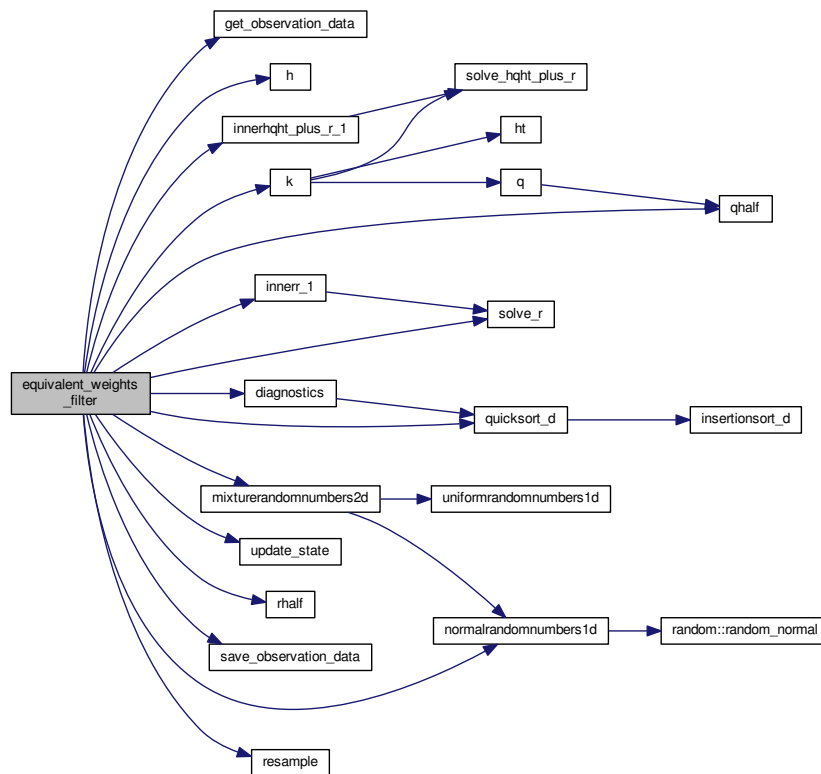 get_observation_data
h
solve_hqht_plus_r
innerhqht_plus_r_1
ht
k
q
qhalf
innerr_1
solve_r
equivalent_weights
_filter
diagnostics
quicksort_d
insertionsort_d
mixturerandomnumbers2d
uniformrandomnumbers1d
update_state
rhalf
normalrandomnumbers1d
random::random_normal
save_observation_data
resample